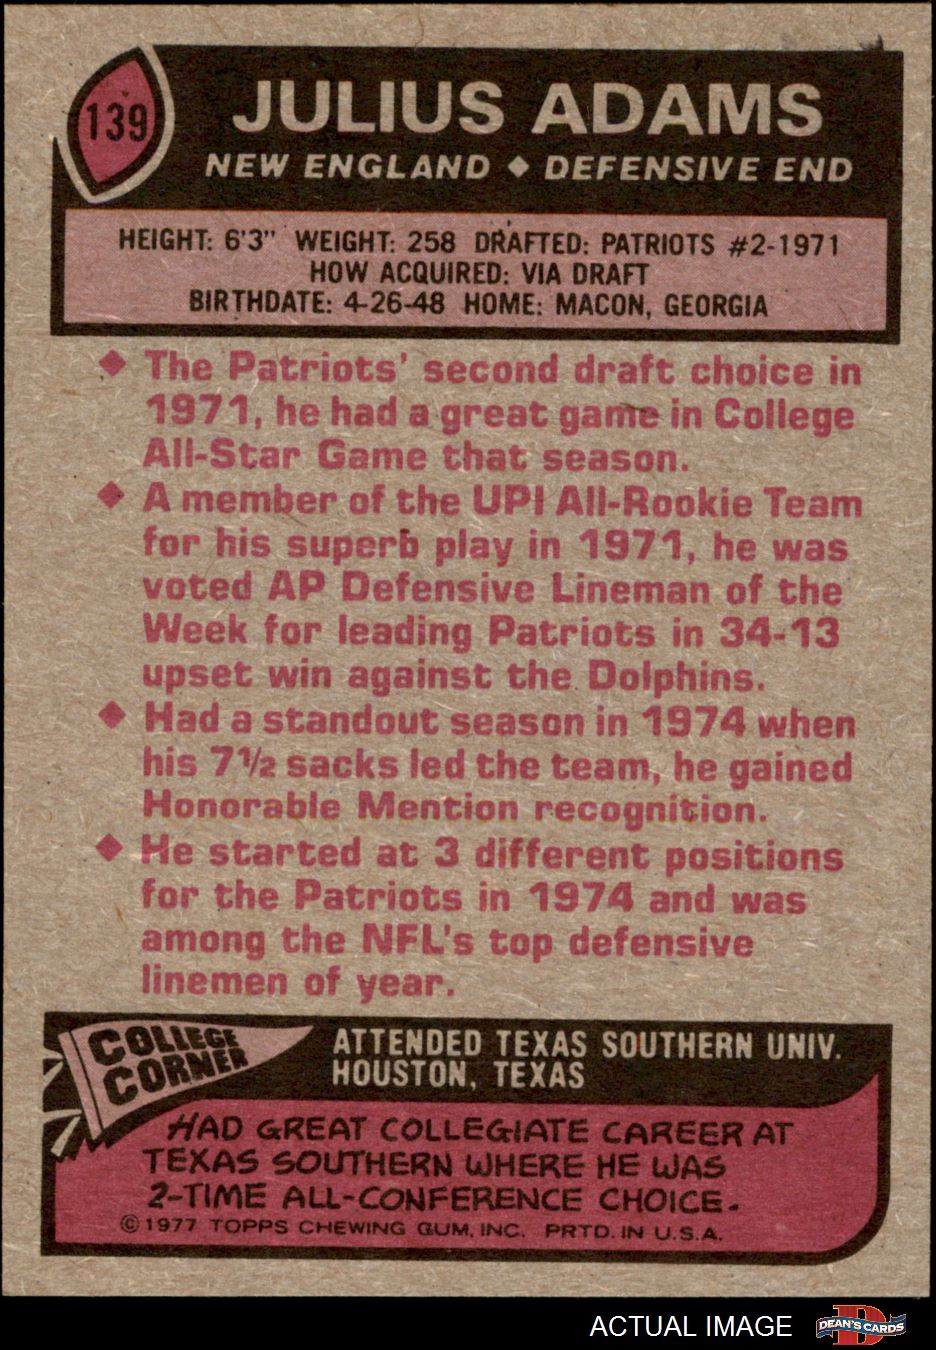 139
JULIUS ADAMS
NEW ENGLAND ◆ DEFENSIVE END
HEIGHT: 6'3" WEIGHT: 258 DRAFTED: PATRIOTS #2-1971
HOW ACQUIRED: VIA DRAFT
BIRTHDATE: 4-26-48 HOME: MACON, GEORGIA
◆ The Patriots' second draft choice in
1971, he had a great game in College
All-Star Game that season.
◆ A member of the UPI All-Rookie Team
for his superb play in 1971, he was
voted AP Defensive Lineman of the
Week for leading Patriots in 34-13
upset win against the Dolphins.
◆ Had a standout season in 1974 when
his 7½ sacks led the team, he gained
Honorable Mention recognition.
◆ He started at 3 different positions
for the Patriots in 1974 and was
among the NFL's top defensive
linemen of year.
COLLEGE
CORNER
ATTENDED TEXAS SOUTHERN UNIV.
HOUSTON, TEXAS
HAD GREAT COLLEGIATE CAREER AT
TEXAS SOUTHERN WHERE HE WAS
2-TIME ALL-CONFERENCE CHOICE.
©1977 TOPPS CHEWING GUM, INC. PRTD. IN U.S.A.
ACTUAL IMAGE
D
DEAN'S CARDS